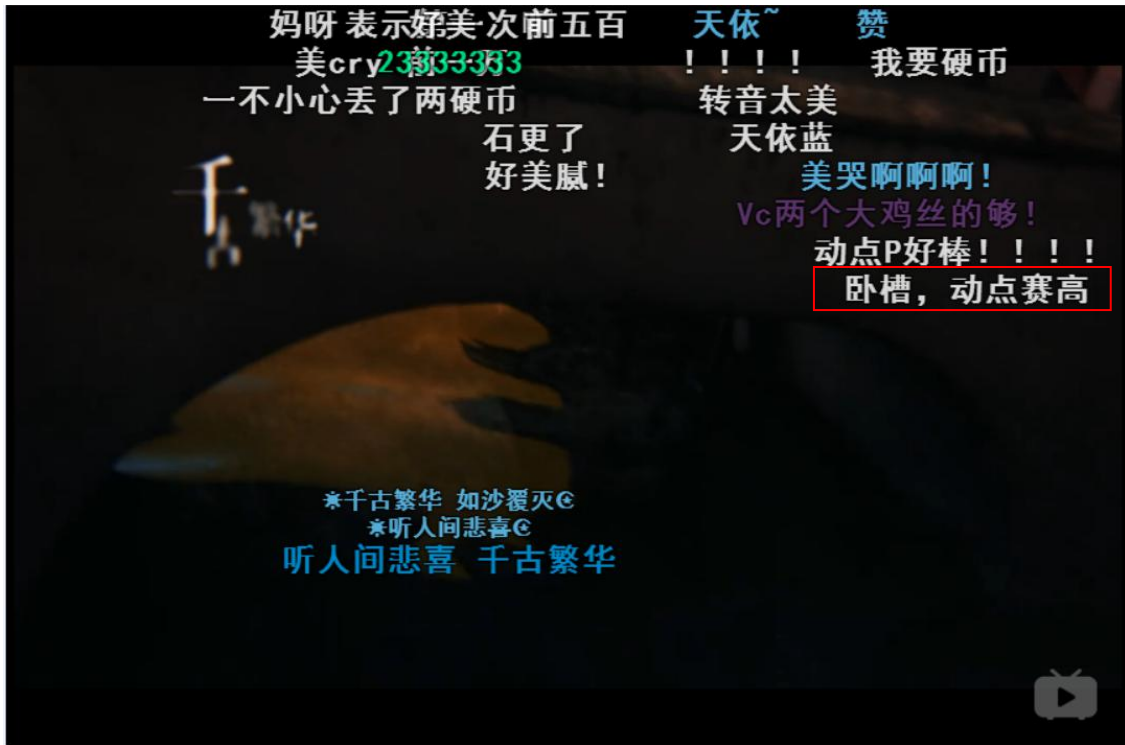 妈呀 表示 好美 次 前五百 天依~ 赞
美cry 23333333 ！！！！ 我要硬币
一不小心丢了两硬币 转音太美
石更了 天依蓝
好美腻！ 美哭啊啊啊！
Vc两个大鸡丝的够！
动点P好棒！！！！
卧槽，动点赛高
千
古 繁华
☀千古繁华 如沙覆灭☪
☀听人间悲喜☪
听人间悲喜 千古繁华